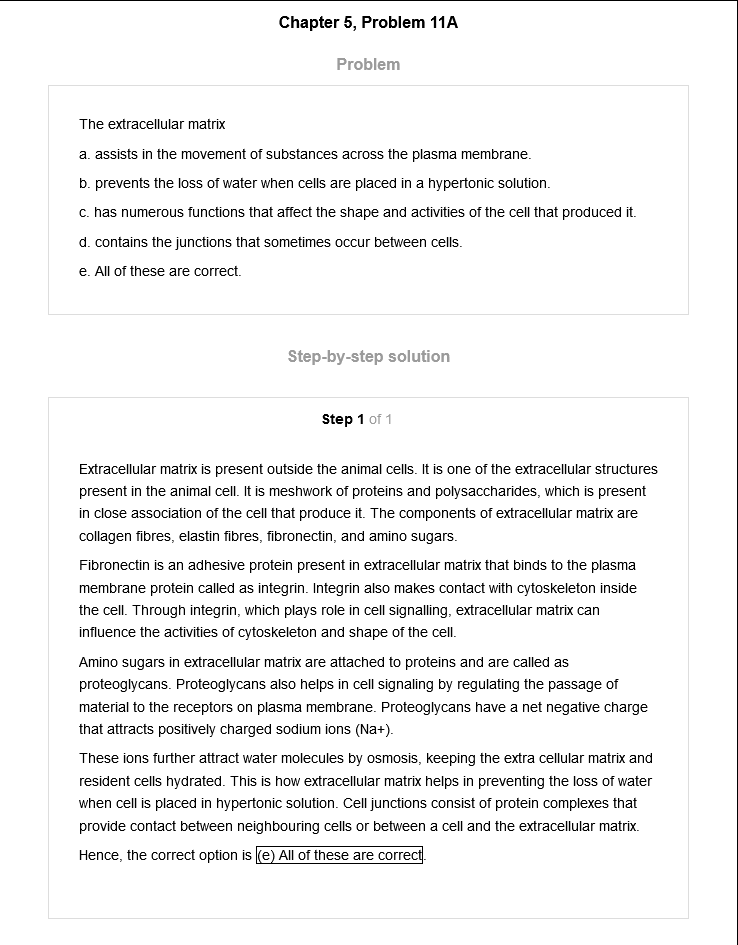 Chapter 5, Problem 11A
Problem
The extracellular matrix
a. assists in the movement of substances across the plasma membrane.
b. prevents the loss of water when cells are placed in a hypertonic solution.
c. has numerous functions that affect the shape and activities of the cell that produced it.
d. contains the junctions that sometimes occur between cells.
e. All of these are correct.
Step-by-step solution
Step 1 of 1
Extracellular matrix is present outside the animal cells. It is one of the extracellular structures
present in the animal cell. It is meshwork of proteins and polysaccharides, which is present
in close association of the cell that produce it. The components of extracellular matrix are
collagen fibres, elastin fibres, fibronectin, and amino sugars.
Fibronectin is an adhesive protein present in extracellular matrix that binds to the plasma
membrane protein called as integrin. Integrin also makes contact with cytoskeleton inside
the cell. Through integrin, which plays role in cell signalling, extracellular matrix can
influence the activities of cytoskeleton and shape of the cell.
Amino sugars in extracellular matrix are attached to proteins and are called as
proteoglycans. Proteoglycans also helps in cell signaling by regulating the passage of
material to the receptors on plasma membrane. Proteoglycans have a net negative charge
that attracts positively charged sodium ions (Na+).
These ions further attract water molecules by osmosis, keeping the extra cellular matrix and
resident cells hydrated. This is how extracellular matrix helps in preventing the loss of water
when cell is placed in hypertonic solution. Cell junctions consist of protein complexes that
provide contact between neighbouring cells or between a cell and the extracellular matrix.
Hence, the correct option is (e) All of these are correct.